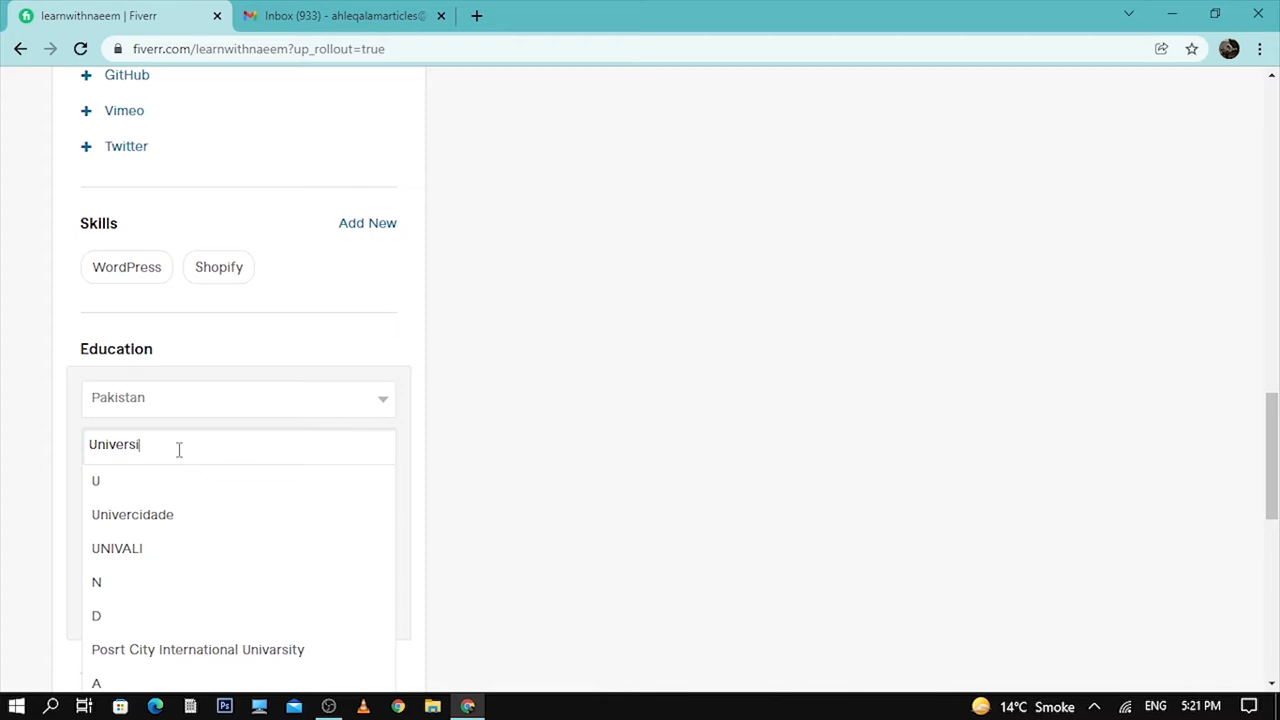 learnwithnaeem | Fiverr
Inbox (933) - ahleqalamarticles@
fiverr.com/learnwithnaeem?up_rollout=true
GitHub
Vimeo
Twitter
Skills Add New
WordPress Shopify
Education
Pakistan
Universi
U
Univercidade
UNIVALI
N
D
Posrt City International Univarsity
A
14°C Smoke ENG 5:21 PM